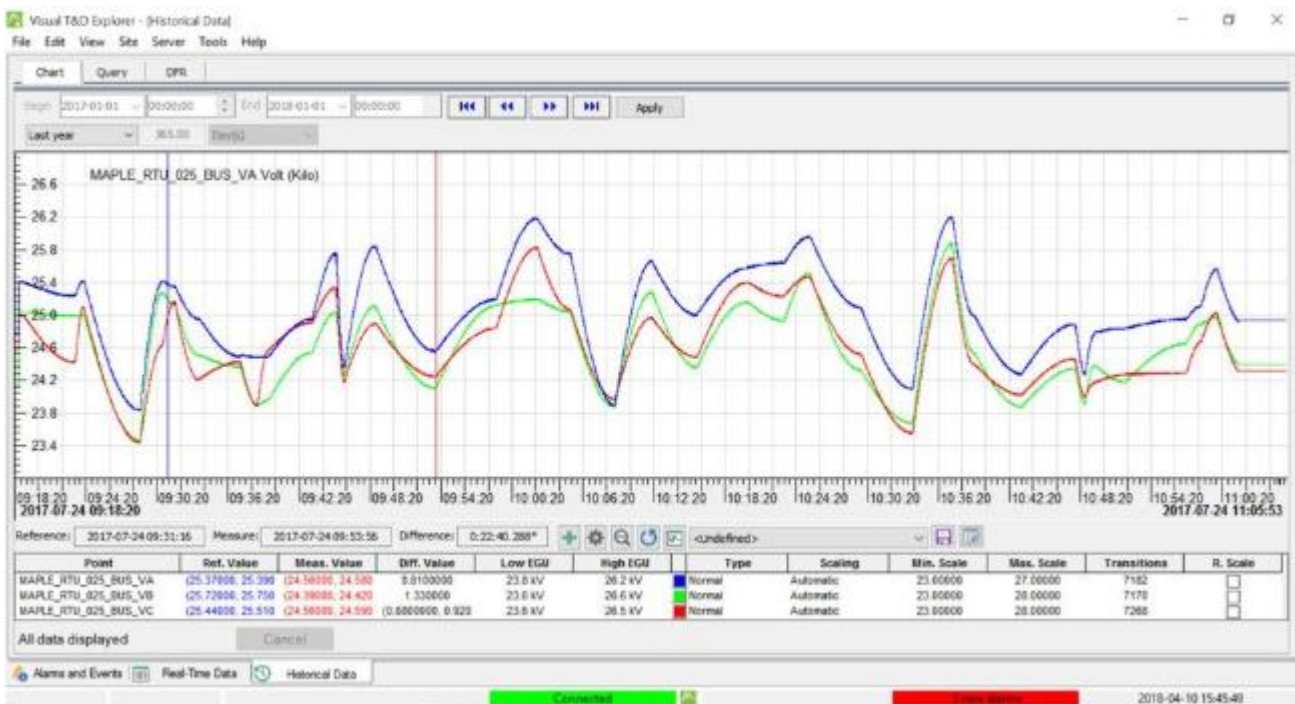 Visual T&D Explorer - [Historical Data]
File Edit View Site Server Tools Help
Chart Query DFR
Begin 2017-01-01 00:00:00 End 2018-01-01 00:00:00 Apply
Last year 365.00 Day(s)
MAPLE_RTU_025_BUS_VA Volt (Kilo)
26.6
26.2
25.8
25.4
25.0
24.6
24.2
23.8
23.4
09:18:20 09:24:20 09:30:20 09:36:20 09:42:20 09:48:20 09:54:20 10:00:20 10:06:20 10:12:20 10:18:20 10:24:20 10:30:20 10:36:20 10:42:20 10:48:20 10:54:20 11:00:20
2017-07-24 09:18:20 2017-07-24 11:05:53
Reference: 2017-07-24 09:31:16 Measure: 2017-07-24 09:53:56 Difference: 0:22:40.288* <Undefined>
Point Ref. Value Meas. Value Diff. Value Low EGU High EGU Type Scaling Min. Scale Max. Scale Transitions R. Scale
MAPLE_RTU_025_BUS_VA (25.37000, 25.390 (24.56000, 24.580 0.8100000 23.8 kV 26.2 kV Normal Automatic 23.00000 27.00000 7182
MAPLE_RTU_025_BUS_VB (25.72000, 25.750 (24.39000, 24.420 1.330000 23.6 kV 26.6 kV Normal Automatic 23.00000 28.00000 7170
MAPLE_RTU_025_BUS_VC (25.44000, 25.510 (24.56000, 24.590 (0.8800000, 0.920 23.6 kV 26.5 kV Normal Automatic 23.00000 28.00000 7268
All data displayed Cancel
Alarms and Events Real-Time Data Historical Data
Connected alarms 2018-04-10 15:45:49